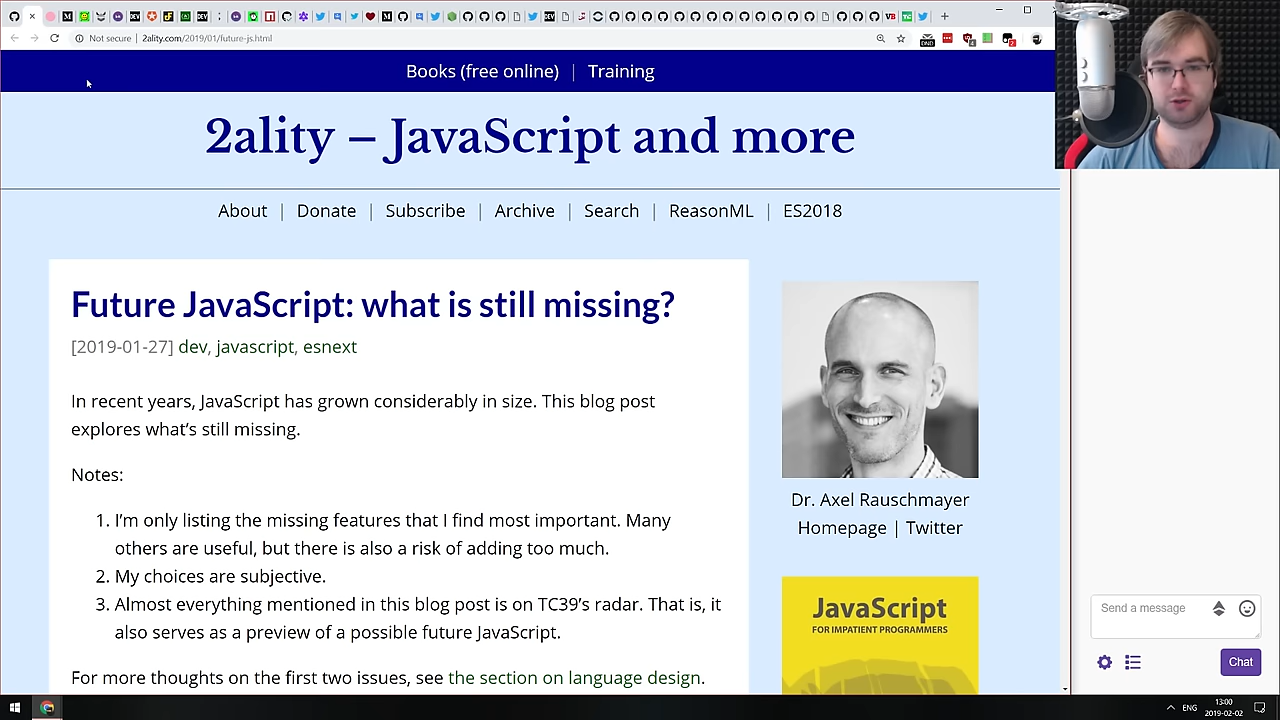 Not secure | 2ality.com/2019/01/future-js.html
Books (free online) | Training
2ality – JavaScript and more
About | Donate | Subscribe | Archive | Search | ReasonML | ES2018
Future JavaScript: what is still missing?
[2019-01-27] dev, javascript, esnext
In recent years, JavaScript has grown considerably in size. This blog post
explores what’s still missing.
Notes:
1. I’m only listing the missing features that I find most important. Many
others are useful, but there is also a risk of adding too much.
2. My choices are subjective.
3. Almost everything mentioned in this blog post is on TC39’s radar. That is, it
also serves as a preview of a possible future JavaScript.
For more thoughts on the first two issues, see the section on language design.
Dr. Axel Rauschmayer
Homepage | Twitter
JavaScript
FOR IMPATIENT PROGRAMMERS
Send a message
Chat
ENG
13:00
2019-02-02